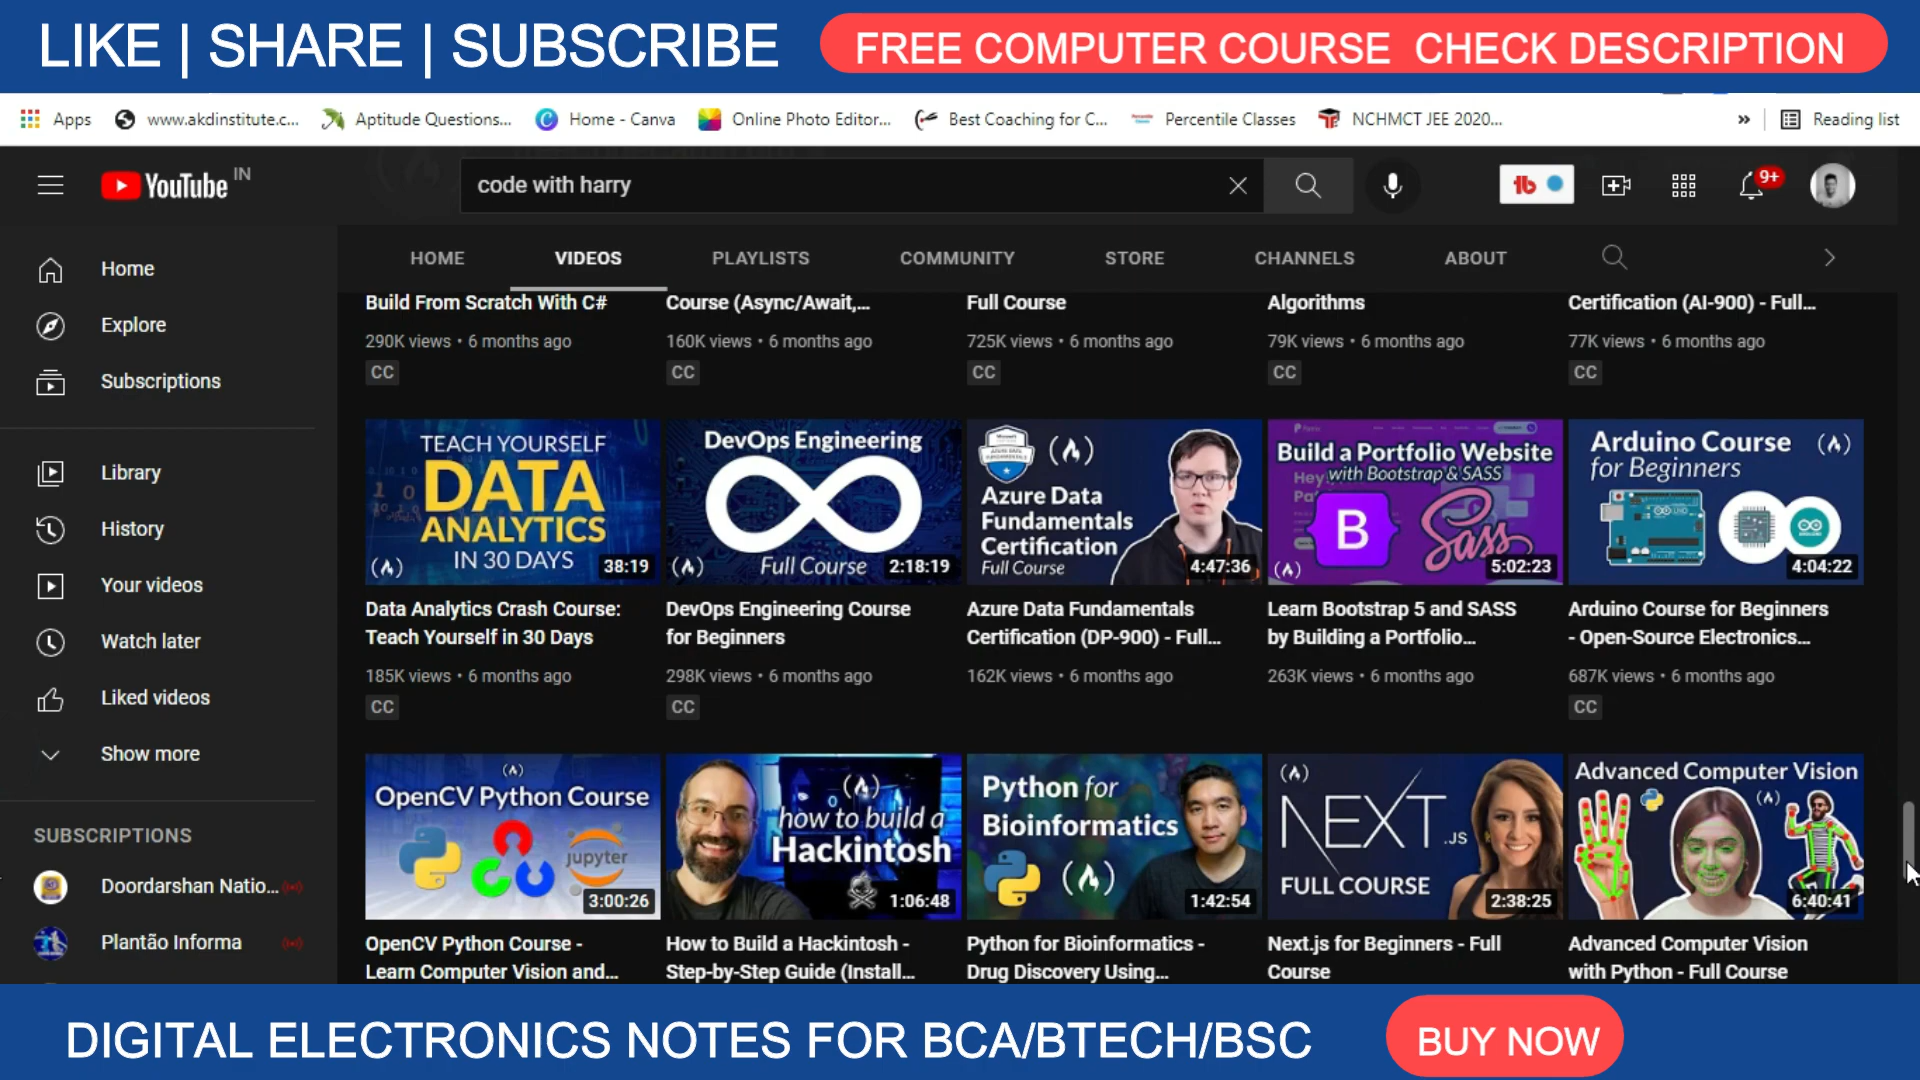 LIKE | SHARE | SUBSCRIBE
FREE COMPUTER COURSE CHECK DESCRIPTION
Apps www.akdinstitute.c... Aptitude Questions... Home - Canva Online Photo Editor... Best Coaching for C... Percentile Classes NCHMCT JEE 2020... » Reading list
YouTube IN
code with harry
9+
HOME VIDEOS PLAYLISTS COMMUNITY STORE CHANNELS ABOUT
Home
Explore
Subscriptions
Library
History
Your videos
Watch later
Liked videos
Show more
SUBSCRIPTIONS
Doordarshan Natio...
Plantão Informa
Build From Scratch With C#
290K views • 6 months ago
CC
Course (Async/Await,...
160K views • 6 months ago
CC
Full Course
725K views • 6 months ago
CC
Algorithms
79K views • 6 months ago
CC
Certification (AI-900) - Full...
77K views • 6 months ago
CC
TEACH YOURSELF
DATA
ANALYTICS
IN 30 DAYS
38:19
Data Analytics Crash Course:
Teach Yourself in 30 Days
185K views • 6 months ago
CC
DevOps Engineering
Full Course
2:18:19
DevOps Engineering Course
for Beginners
298K views • 6 months ago
CC
Azure Data
Fundamentals
Certification
Full Course
4:47:36
Azure Data Fundamentals
Certification (DP-900) - Full...
162K views • 6 months ago
Build a Portfolio Website
with Bootstrap & SASS
B
Sass
5:02:23
Learn Bootstrap 5 and SASS
by Building a Portfolio...
263K views • 6 months ago
Arduino Course
for Beginners
4:04:22
Arduino Course for Beginners
- Open-Source Electronics...
687K views • 6 months ago
CC
OpenCV Python Course
jupyter
3:00:26
OpenCV Python Course -
Learn Computer Vision and...
how to build a
Hackintosh
1:06:48
How to Build a Hackintosh -
Step-by-Step Guide (Install...
Python for
Bioinformatics
1:42:54
Python for Bioinformatics -
Drug Discovery Using...
NEXT.JS
FULL COURSE
2:38:25
Next.js for Beginners - Full
Course
Advanced Computer Vision
6:40:41
Advanced Computer Vision
with Python - Full Course
DIGITAL ELECTRONICS NOTES FOR BCA/BTECH/BSC
BUY NOW